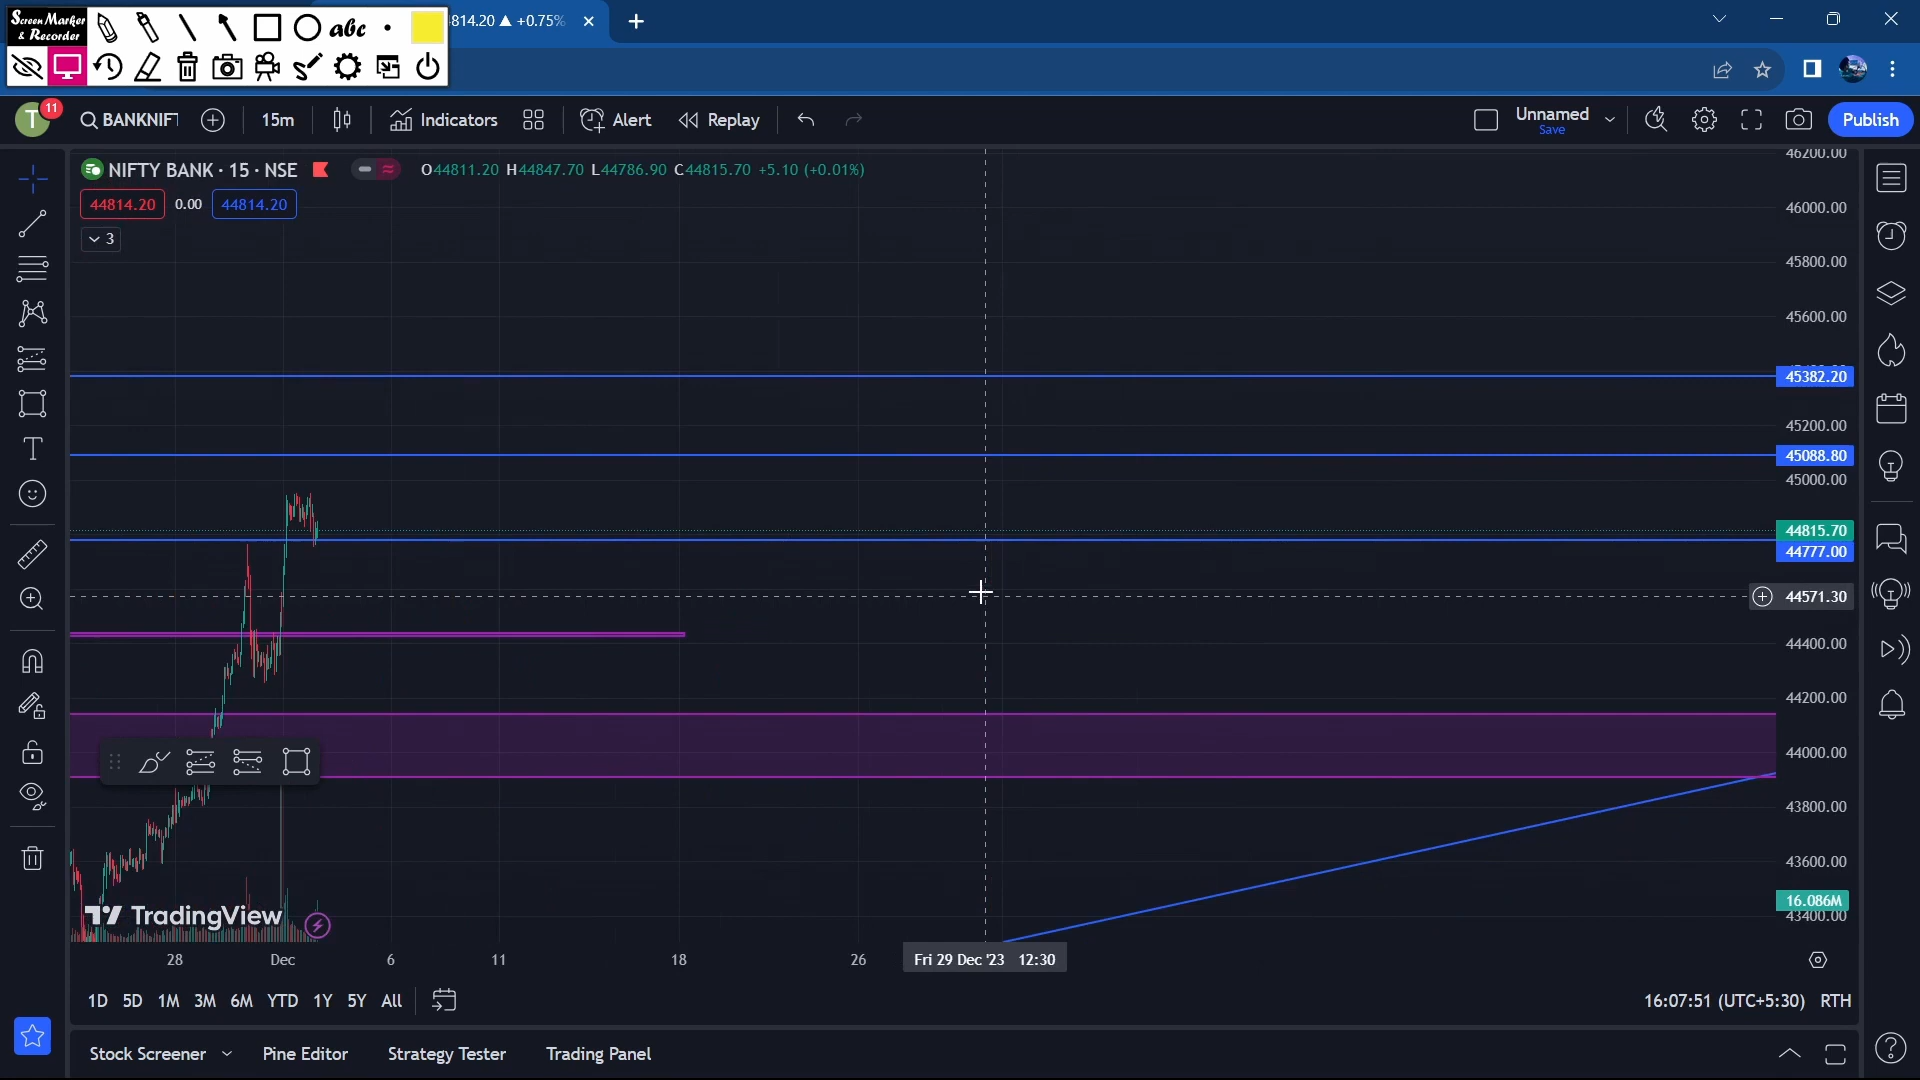 Screen Marker
& Recorder
abc
814.20 ▲ +0.75%
T
11
BANKNIF
15m
Indicators
Alert
Replay
Unnamed
Save
Publish
NIFTY BANK · 15 · NSE
O44811.20 H44847.70 L44786.90 C44815.70 +5.10 (+0.01%)
44814.20
0.00
44814.20
3
46200.00
46000.00
45800.00
45600.00
45382.20
45200.00
45088.80
45000.00
44815.70
44777.00
44571.30
44400.00
44200.00
44000.00
43800.00
43600.00
16.086M
43400.00
TradingView
28
Dec
6
11
18
26
Fri 29 Dec '23 12:30
1D
5D
1M
3M
6M
YTD
1Y
5Y
All
16:07:51 (UTC+5:30)
RTH
Stock Screener
Pine Editor
Strategy Tester
Trading Panel